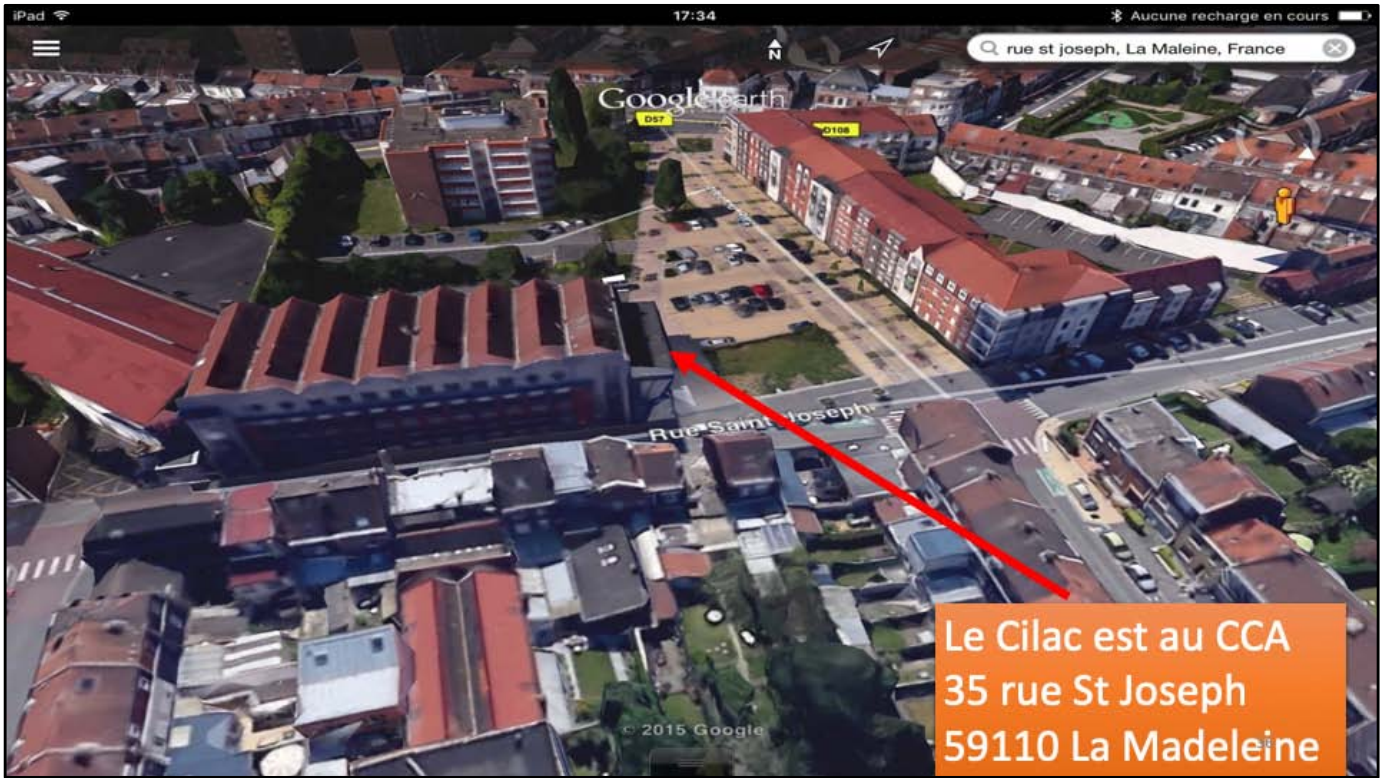 iPad 17:34 Aucune recharge en cours
rue st joseph, La Maleine, France
N
Google earth
D57
D108
Rue Saint Joseph
Le Cilac est au CCA
35 rue St Joseph
59110 La Madeleine
© 2015 Google